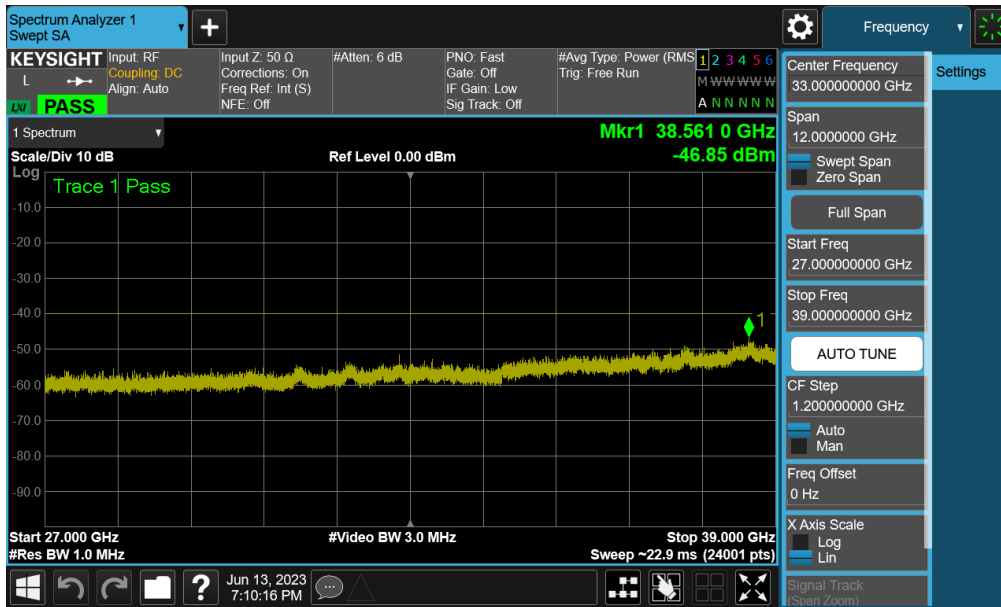 Spectrum Analyzer 1
Swept SA
Frequency
KEYSIGHT
L
LXI PASS
Input: RF
Coupling: DC
Align: Auto
Input Z: 50 Ω
Corrections: On
Freq Ref: Int (S)
NFE: Off
#Atten: 6 dB
PNO: Fast
Gate: Off
IF Gain: Low
Sig Track: Off
#Avg Type: Power (RMS
Trig: Free Run
1 2 3 4 5 6
M W W W W W
A N N N N N
1 Spectrum
Scale/Div 10 dB
Ref Level 0.00 dBm
Mkr1 38.561 0 GHz
-46.85 dBm
Log
Trace 1 Pass
-10.0
-20.0
-30.0
-40.0
-50.0
-60.0
-70.0
-80.0
-90.0
1
Start 27.000 GHz
#Res BW 1.0 MHz
#Video BW 3.0 MHz
Stop 39.000 GHz
Sweep ~22.9 ms (24001 pts)
Jun 13, 2023
7:10:16 PM
Center Frequency
33.000000000 GHz
Span
12.0000000 GHz
Swept Span
Zero Span
Full Span
Start Freq
27.000000000 GHz
Stop Freq
39.000000000 GHz
AUTO TUNE
CF Step
1.200000000 GHz
Auto
Man
Freq Offset
0 Hz
X Axis Scale
Log
Lin
Signal Track
(Span Zoom)
Settings